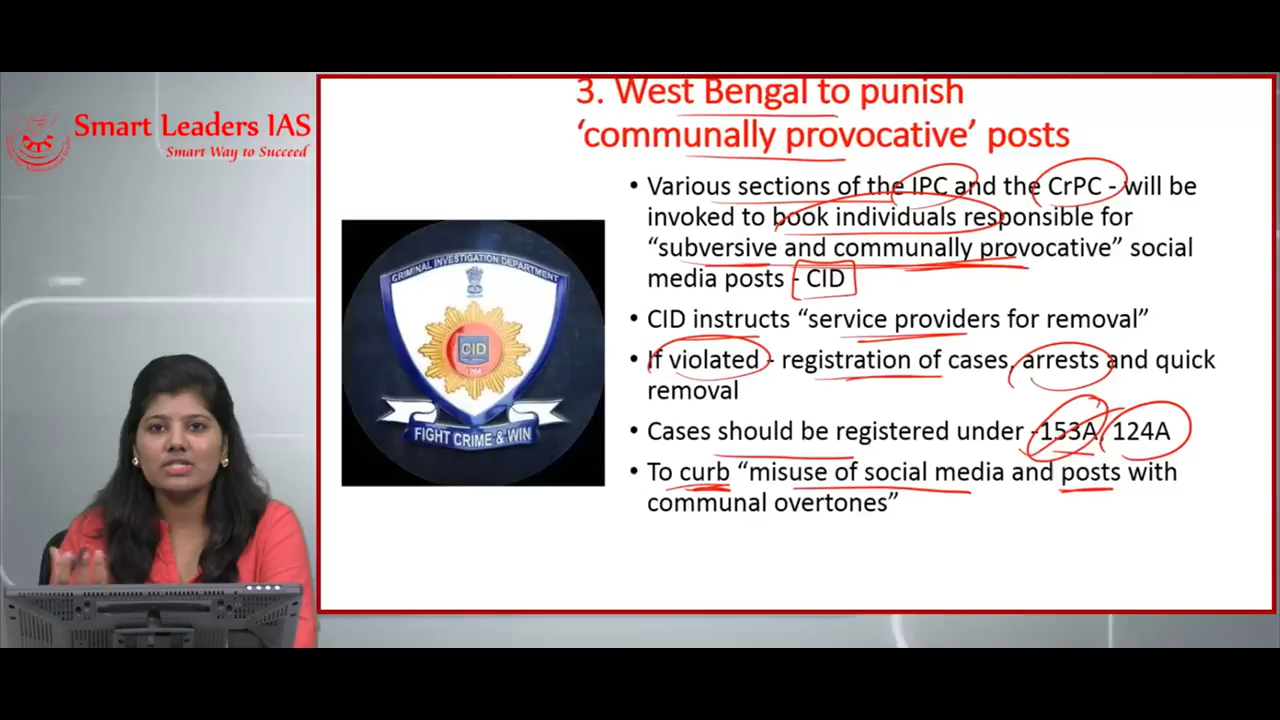 Smart Leaders IAS
Smart Way to Succeed
3. West Bengal to punish
‘communally provocative’ posts
• Various sections of the IPC and the CrPC - will be
invoked to book individuals responsible for
“subversive and communally provocative” social
media posts - CID
• CID instructs “service providers for removal”
• If violated - registration of cases, arrests and quick
removal
• Cases should be registered under -153A, 124A
• To curb “misuse of social media and posts with
communal overtones”
CRIMINAL INVESTIGATION DEPARTMENT
CID
FIGHT CRIME & WIN